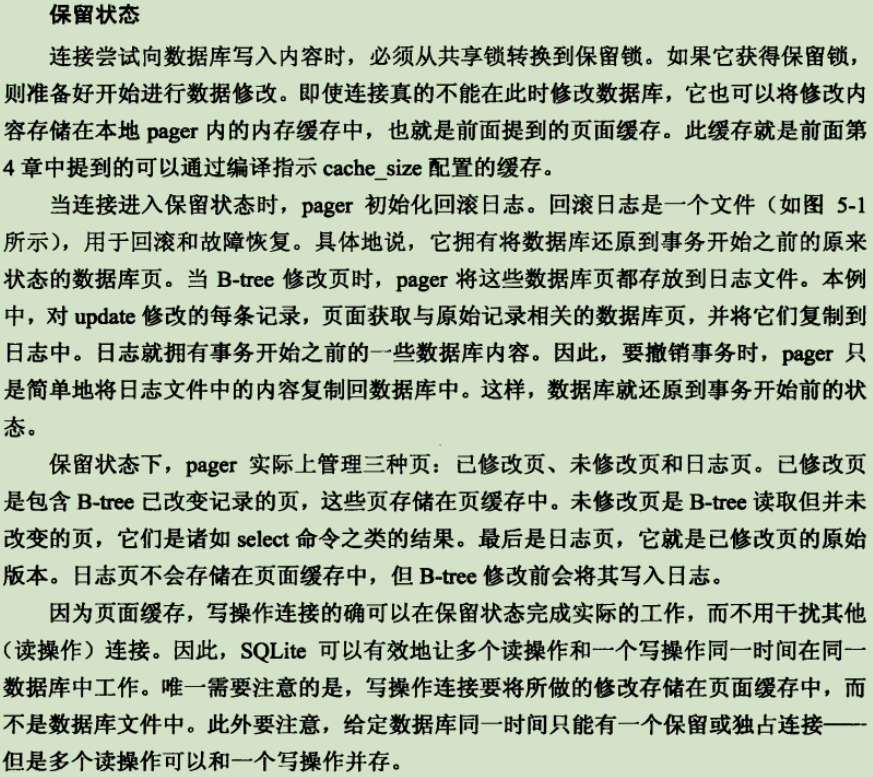 保留状态
连接尝试向数据库写入内容时，必须从共享锁转换到保留锁。如果它获得保留锁，
则准备好开始进行数据修改。即使连接真的不能在此时修改数据库，它也可以将修改内
容存储在本地 pager 内的内存缓存中，也就是前面提到的页面缓存。此缓存就是前面第
4 章中提到的可以通过编译指示 cache_size 配置的缓存。
当连接进入保留状态时，pager 初始化回滚日志。回滚日志是一个文件（如图 5-1
所示），用于回滚和故障恢复。具体地说，它拥有将数据库还原到事务开始之前的原来
状态的数据库页。当 B-tree 修改页时，pager 将这些数据库页都存放到日志文件。本例
中，对 update 修改的每条记录，页面获取与原始记录相关的数据库页，并将它们复制到
日志中。日志就拥有事务开始之前的一些数据库内容。因此，要撤销事务时，pager 只
是简单地将日志文件中的内容复制回数据库中。这样，数据库就还原到事务开始前的状
态。
保留状态下，pager 实际上管理三种页：已修改页、未修改页和日志页。已修改页
是包含 B-tree 已改变记录的页，这些页存储在页缓存中。未修改页是 B-tree 读取但并未
改变的页，它们是诸如 select 命令之类的结果。最后是日志页，它就是已修改页的原始
版本。日志页不会存储在页面缓存中，但 B-tree 修改前会将其写入日志。
因为页面缓存，写操作连接的确可以在保留状态完成实际的工作，而不用干扰其他
（读操作）连接。因此，SQLite 可以有效地让多个读操作和一个写操作同一时间在同一
数据库中工作。唯一需要注意的是，写操作连接要将所做的修改存储在页面缓存中，而
不是数据库文件中。此外要注意，给定数据库同一时间只能有一个保留或独占连接——
但是多个读操作可以和一个写操作并存。